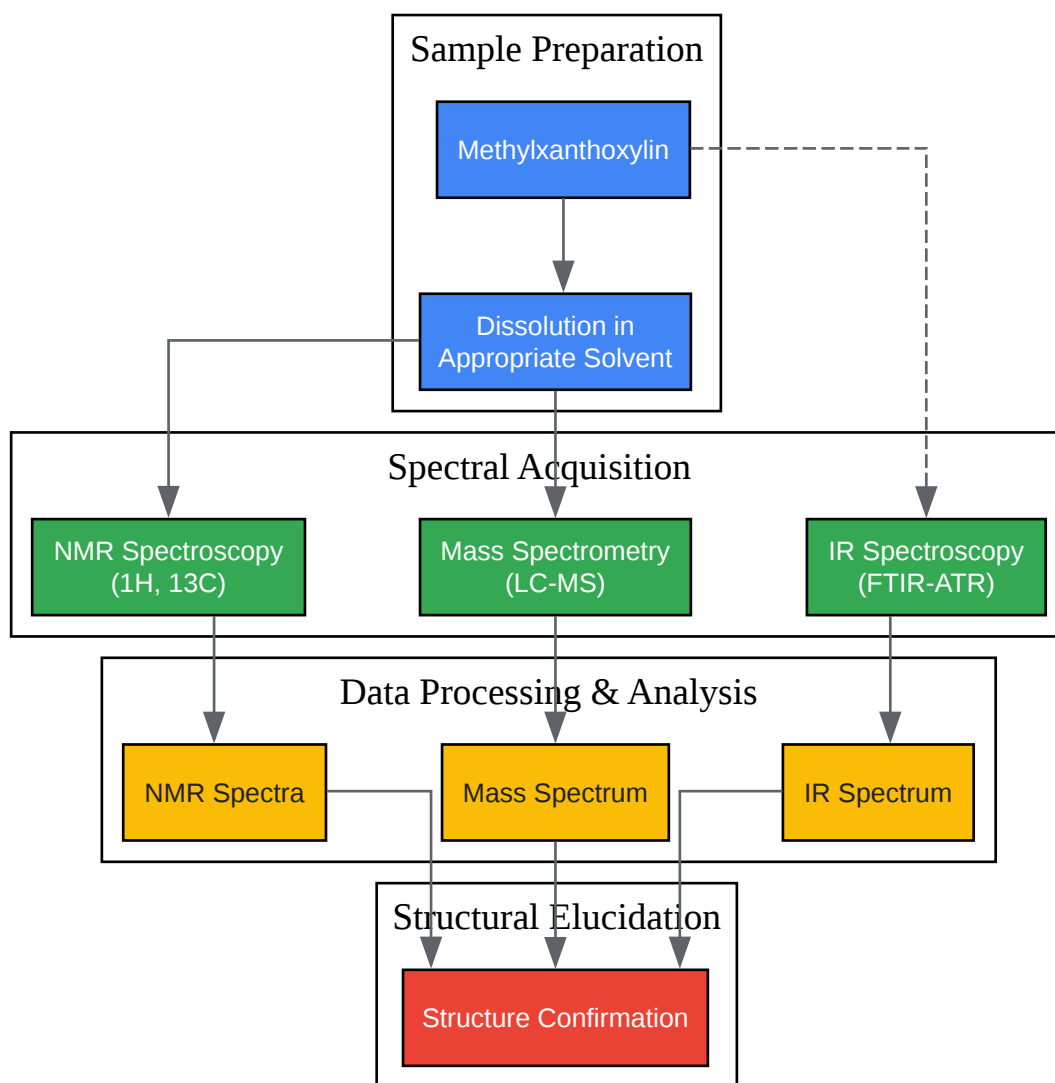 Sample Preparation
Methylxanthoxylin
Dissolution in
Appropriate Solvent
Spectral Acquisition
NMR Spectroscopy
(1H, 13C)
Mass Spectrometry
(LC-MS)
IR Spectroscopy
(FTIR-ATR)
Data Processing & Analysis
NMR Spectra
Mass Spectrum
IR Spectrum
Structural Elucidation
Structure Confirmation